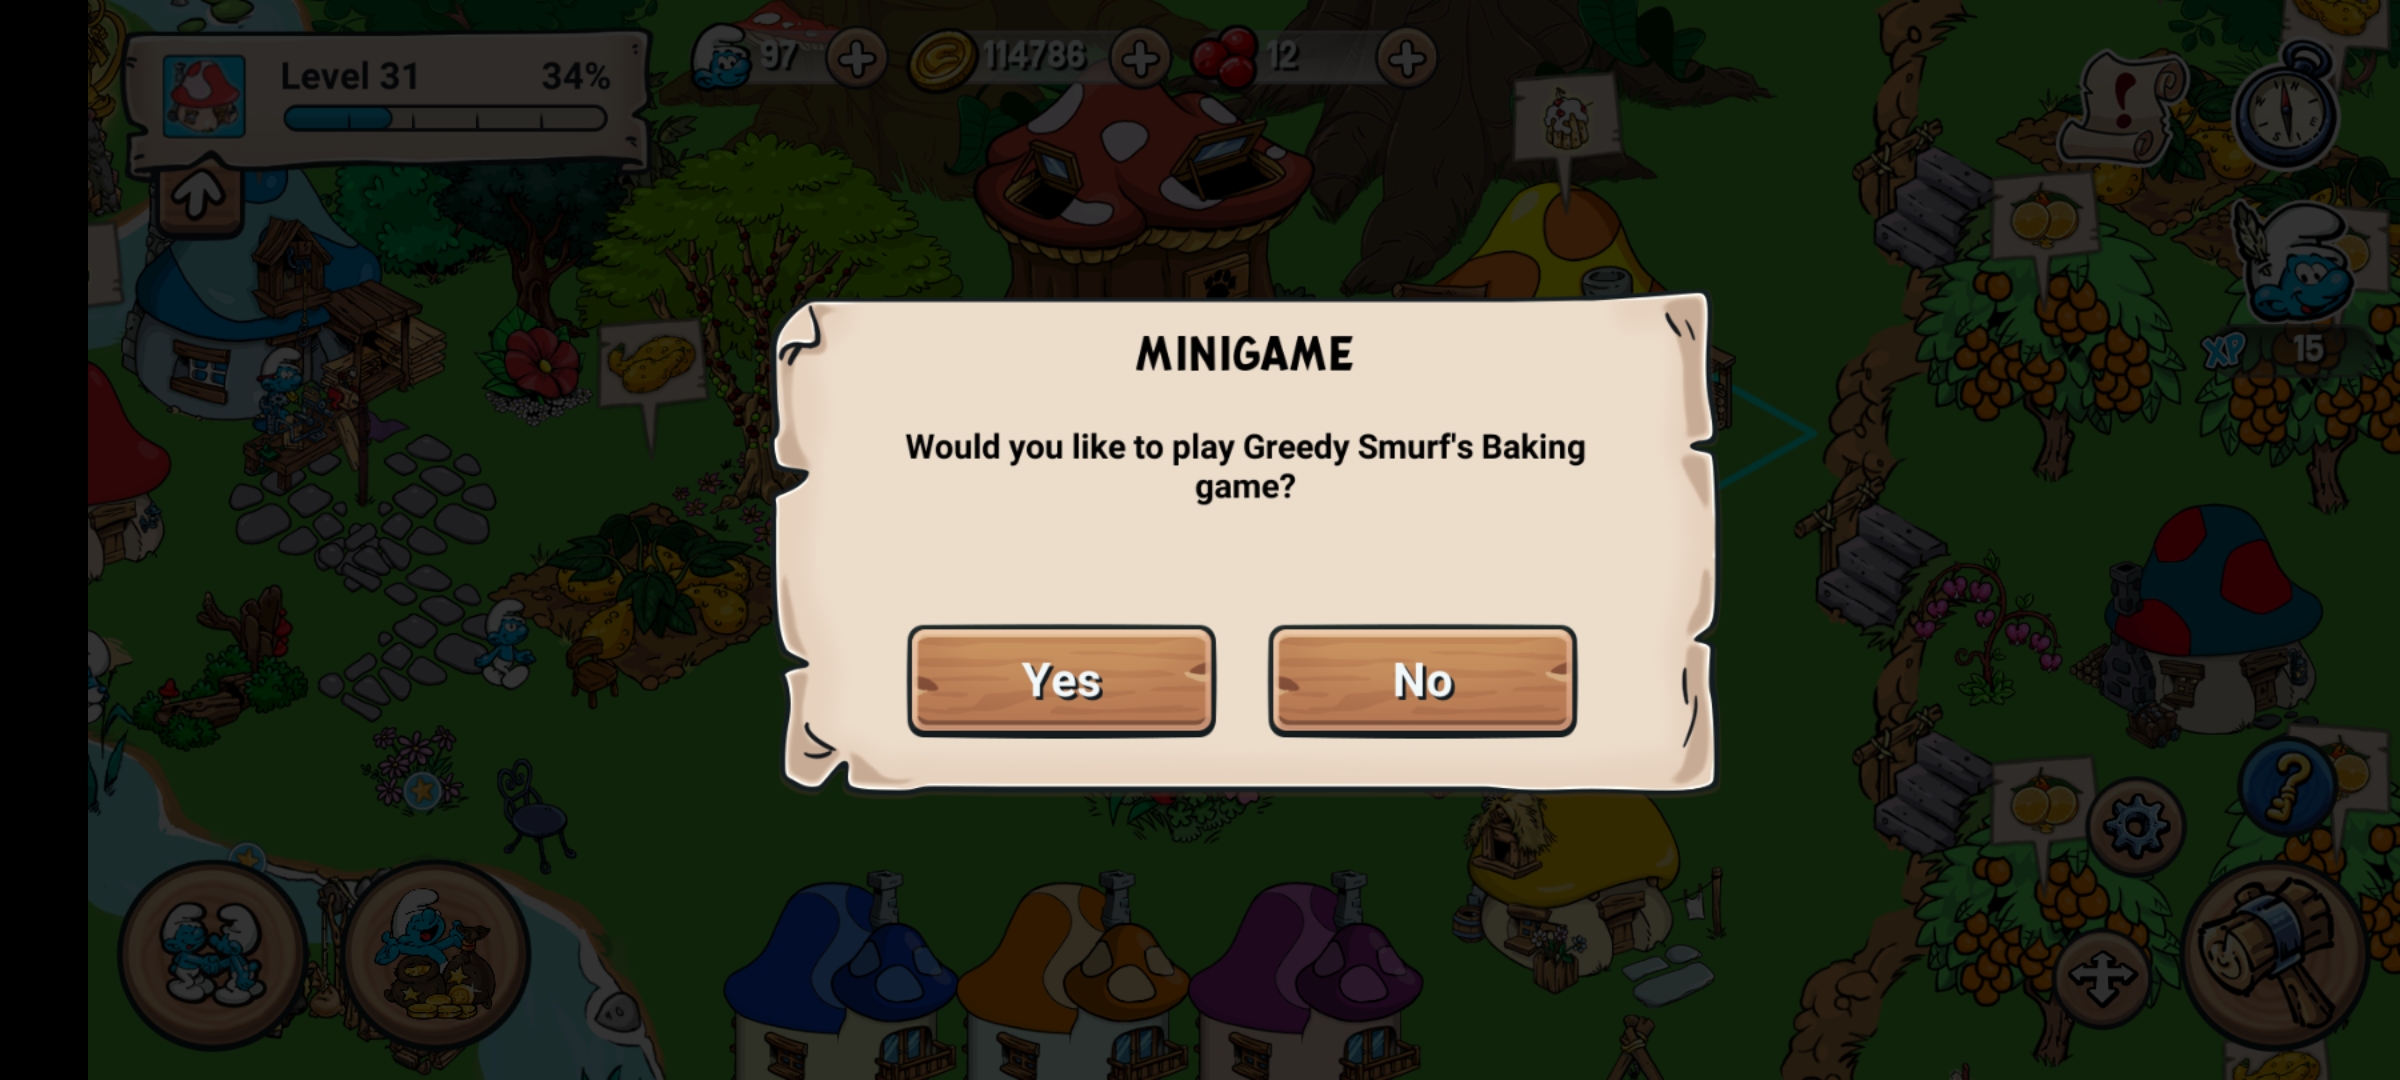 Level 31 34%
97
114786
12
XP 15
MINIGAME
Would you like to play Greedy Smurf's Baking
game?
Yes
No